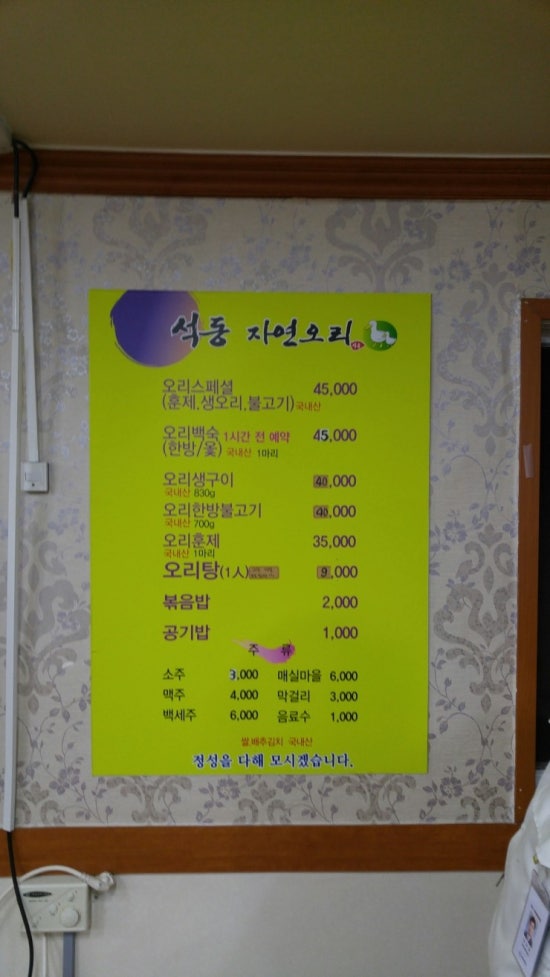 석동 자연오리
오리스페셜 45,000
(훈제.생오리.불고기) 국내산
오리백숙 1시간 전 예약 45,000
(한방/옻) 국내산 1마리
오리생구이 40,000
국내산 830g
오리한방불고기 40,000
국내산 700g
오리훈제 35,000
국내산 1마리
오리탕(1人) 9,000
볶음밥 2,000
공기밥 1,000
주 류
소주 3,000 매실마을 6,000
맥주 4,000 막걸리 3,000
백세주 6,000 음료수 1,000
쌀.배추김치 국내산
정성을 다해 모시겠습니다.